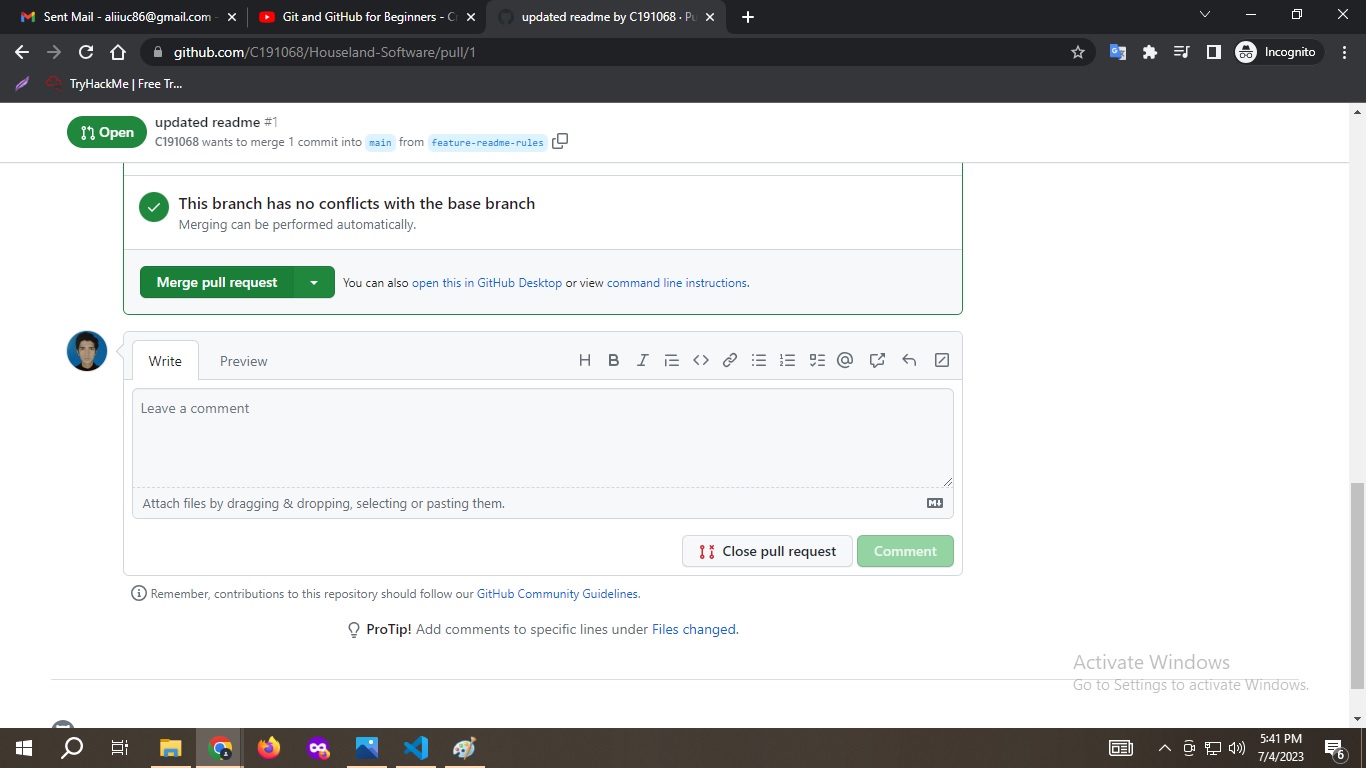 Sent Mail - aliiuc86@gmail.com -
Git and GitHub for Beginners - Cr
updated readme by C191068 · Pu
github.com/C191068/Houseland-Software/pull/1
Incognito
TryHackMe | Free Tr...
Open
updated readme #1
C191068 wants to merge 1 commit into main from feature-readme-rules
This branch has no conflicts with the base branch
Merging can be performed automatically.
Merge pull request
You can also open this in GitHub Desktop or view command line instructions.
Write
Preview
Leave a comment
Attach files by dragging & dropping, selecting or pasting them.
Close pull request
Comment
Remember, contributions to this repository should follow our GitHub Community Guidelines.
ProTip! Add comments to specific lines under Files changed.
Activate Windows
Go to Settings to activate Windows.
5:41 PM
7/4/2023
6